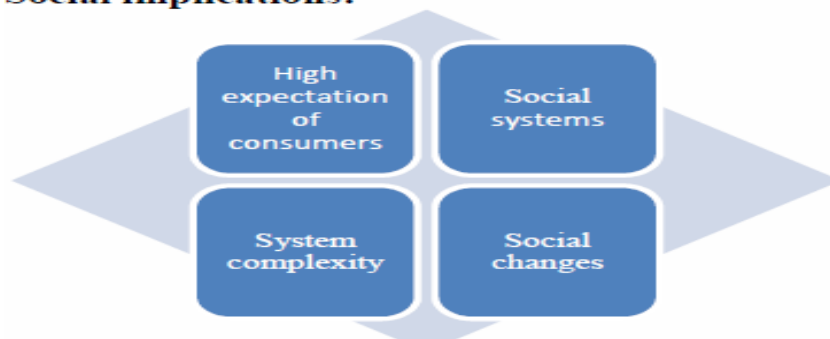 Social implications:
High
expectation
of
consumers
Social
systems
System
complexity
Social
changes